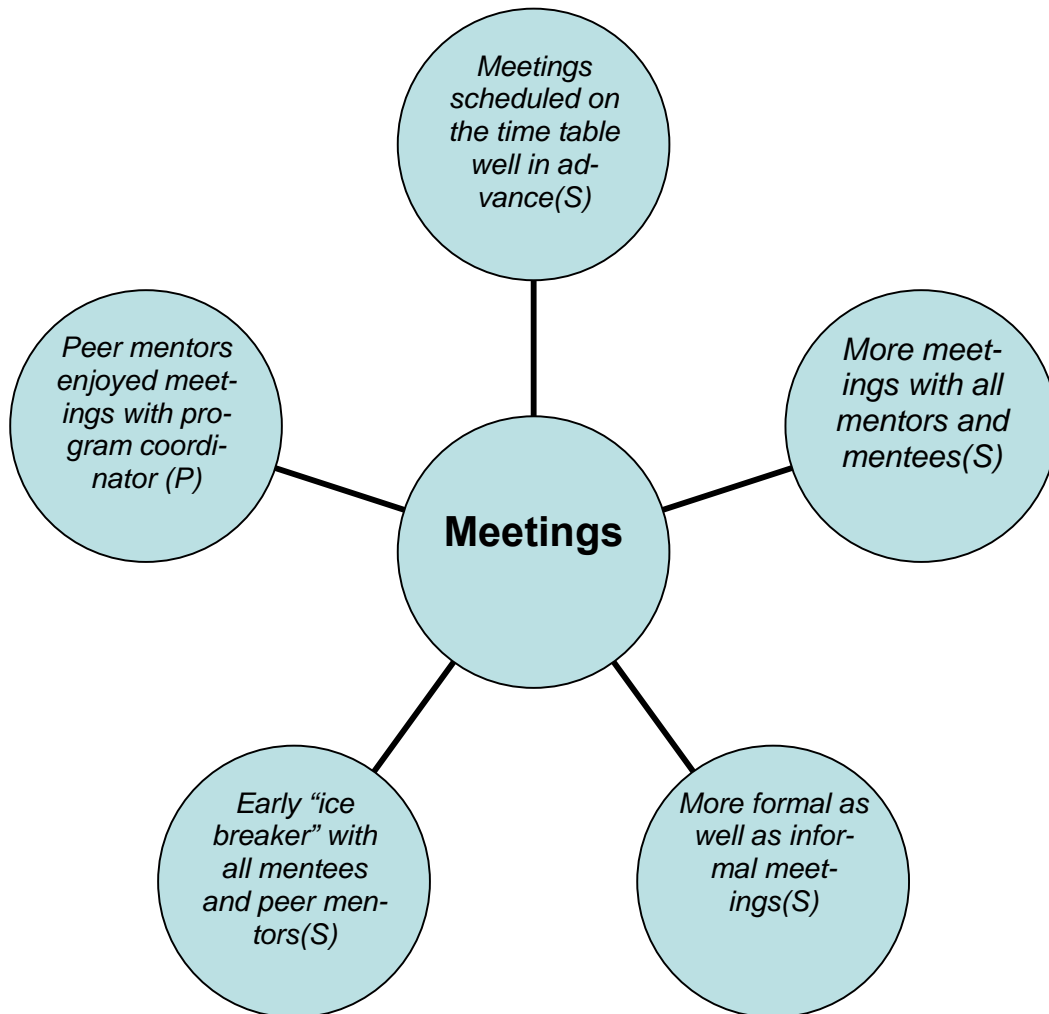 Meetings
scheduled on
the time table
well in ad-
vance(S)
Peer mentors
enjoyed meet-
ings with pro-
gram coordi-
nator (P)
More meet-
ings with all
mentors and
mentees(S)
Meetings
Early “ice
breaker” with
all mentees
and peer men-
tors(S)
More formal as
well as infor-
mal meet-
ings(S)